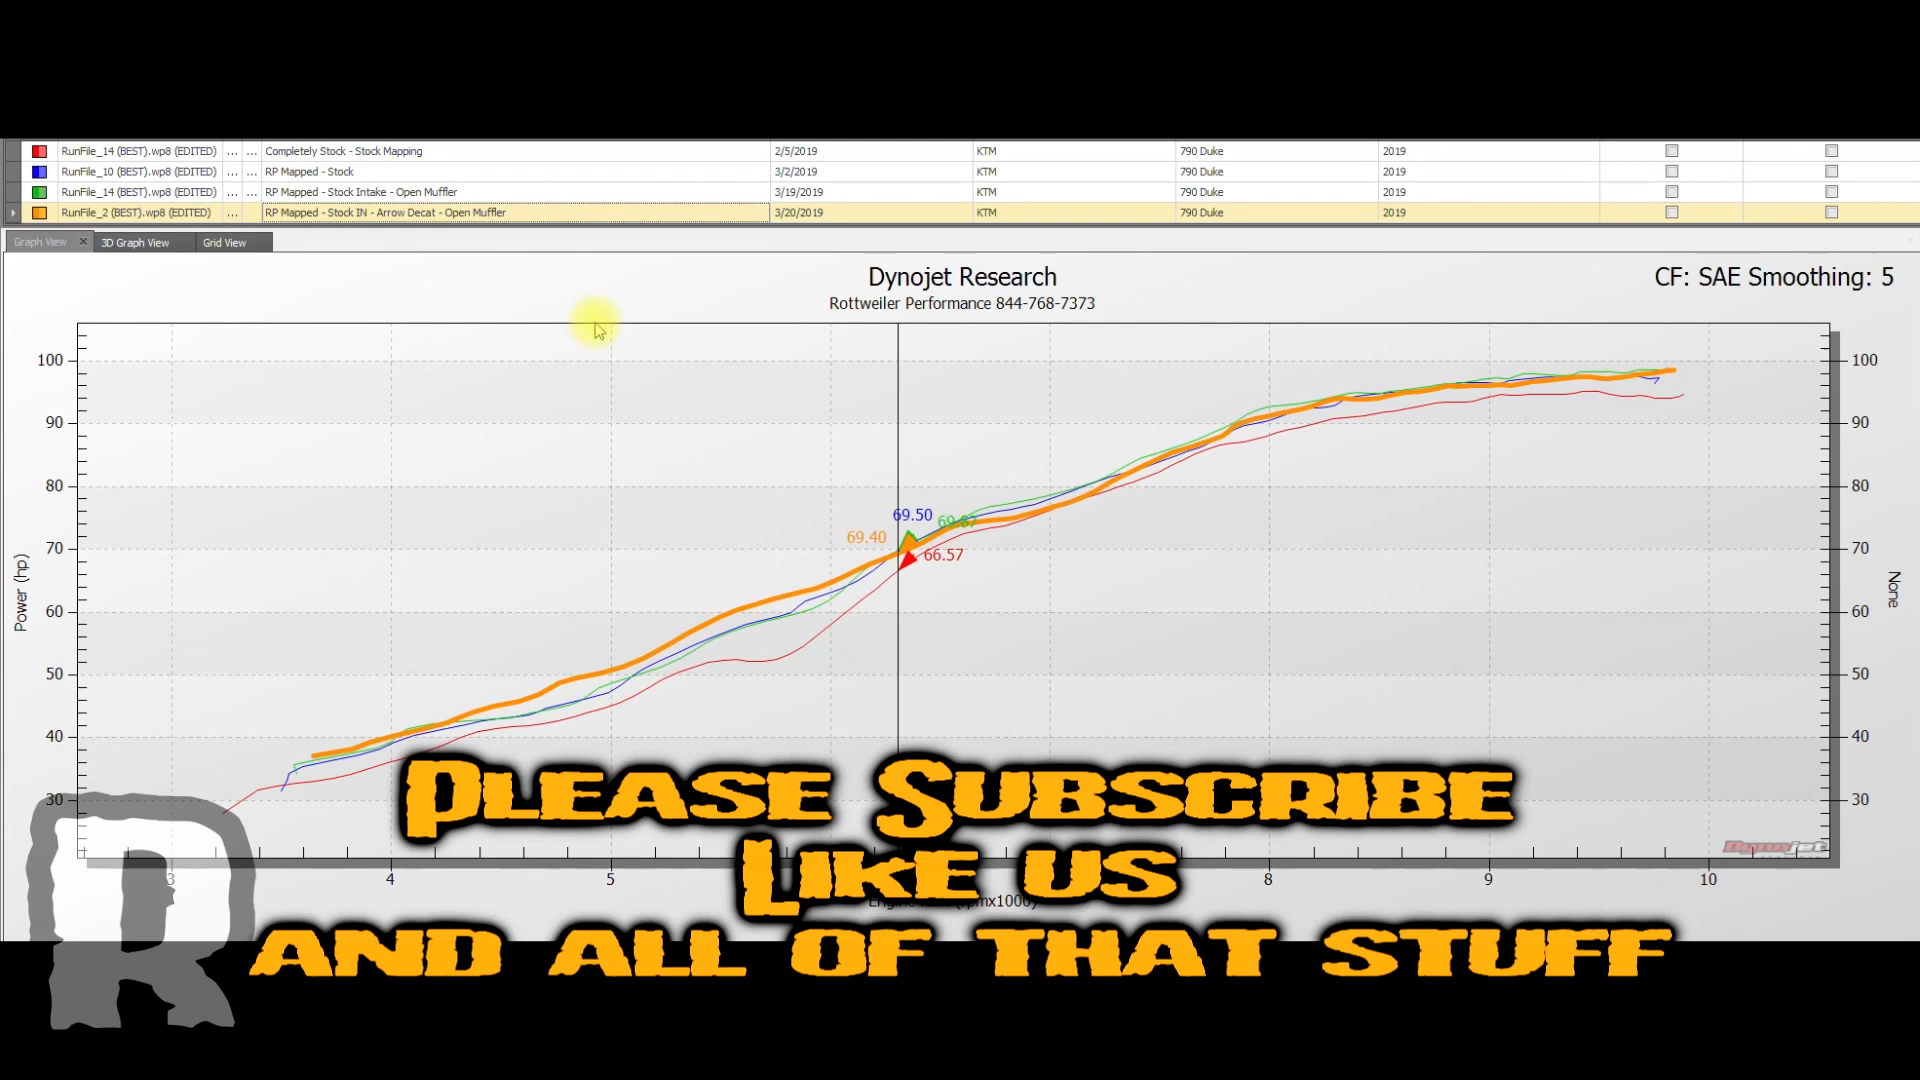 RunFile_14 (BEST).wp8 (EDITED) ... ... Completely Stock - Stock Mapping 2/5/2019 KTM 790 Duke 2019
RunFile_10 (BEST).wp8 (EDITED) ... ... RP Mapped - Stock 3/2/2019 KTM 790 Duke 2019
RunFile_14 (BEST).wp8 (EDITED) ... ... RP Mapped - Stock Intake - Open Muffler 3/19/2019 KTM 790 Duke 2019
RunFile_2 (BEST).wp8 (EDITED) ... RP Mapped - Stock IN - Arrow Decat - Open Muffler 3/20/2019 KTM 790 Duke 2019
Graph View 3D Graph View Grid View
Dynojet Research
CF: SAE Smoothing: 5
Rottweiler Performance 844-768-7373
100 100
90 90
80 80
69.50 69.87
69.40
66.57
70 70
Power (hp)
None
60 60
50 50
40 40
30 30
Please Subscribe
Dynojet
3 4 5 8 9 10
Like us
and all of that stuff
R